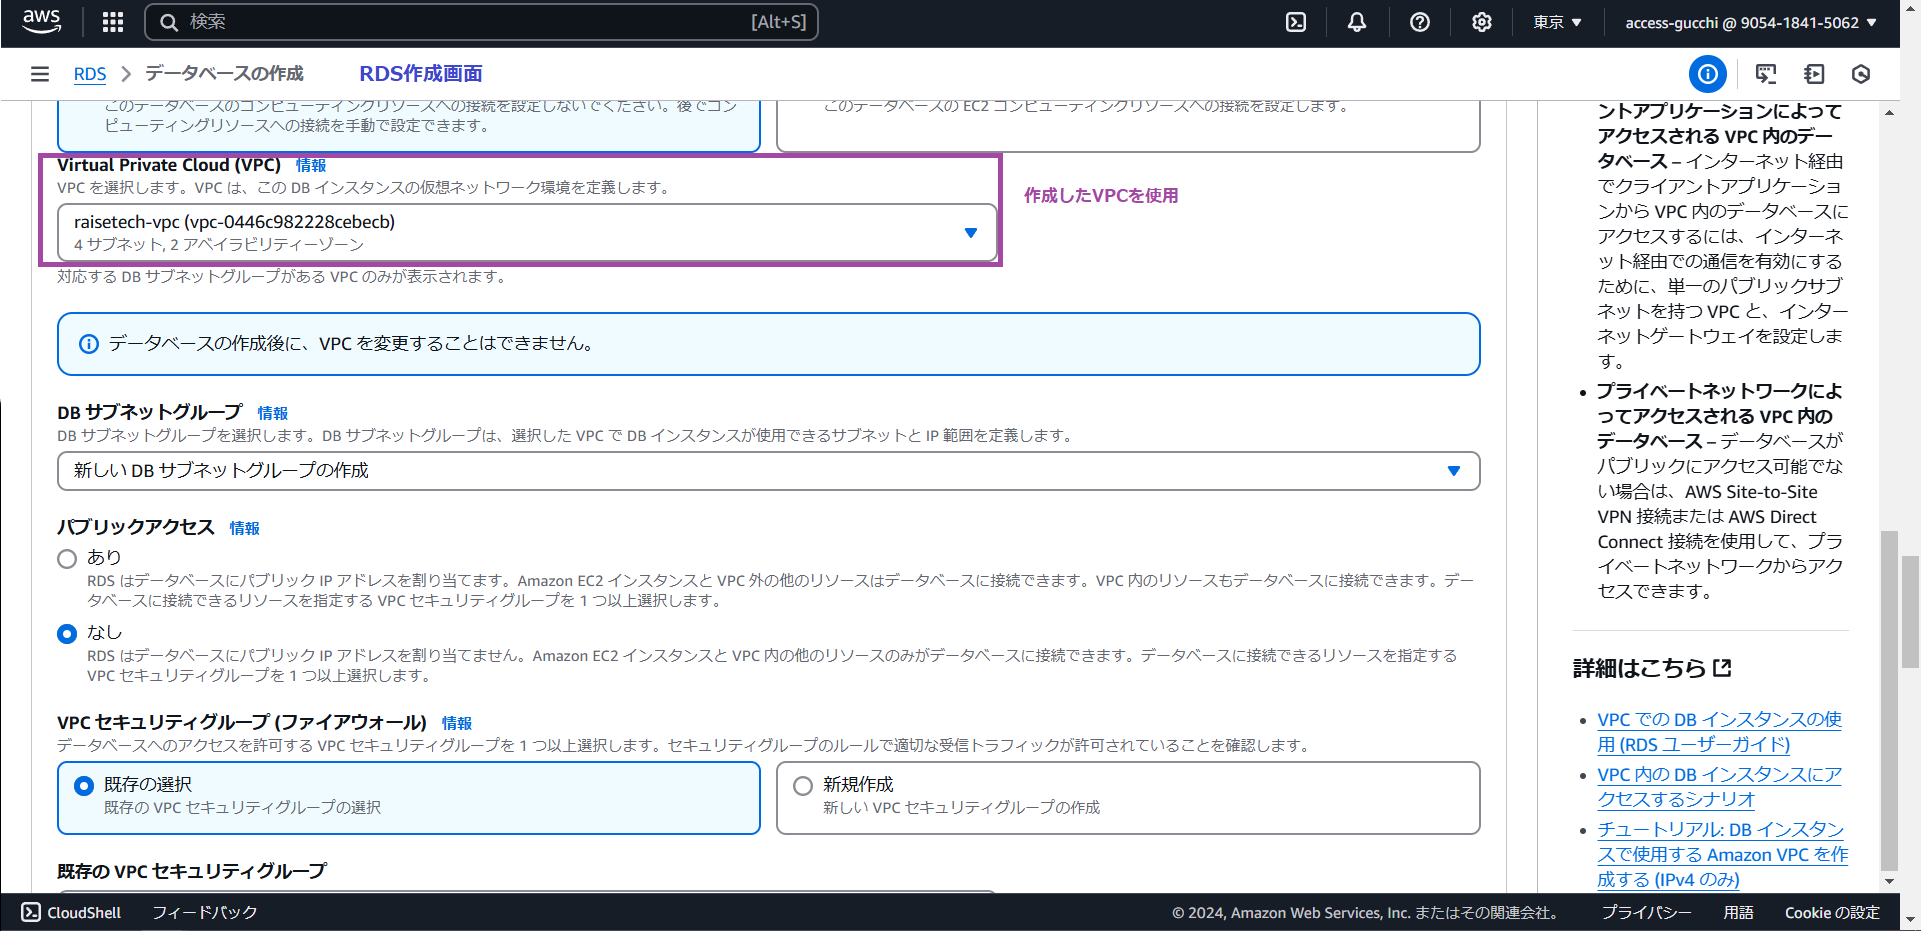 aws
検索
[Alt+S]
東京 ▼
access-gucchi @ 9054-1841-5062 ▼
RDS > データベースの作成
RDS作成画面
このデータベースのコンピューティングリソースへの接続を設定しないでください。後でコン
ピューティングリソースへの接続を手動で設定できます。
このデータベースの EC2 コンピューティングリソースへの接続を設定します。
Virtual Private Cloud (VPC) 情報
VPC を選択します。VPC は、この DB インスタンスの仮想ネットワーク環境を定義します。
raisetech-vpc (vpc-0446c982228cebecb)
4 サブネット, 2 アベイラビリティーゾーン
作成したVPCを使用
対応する DB サブネットグループがある VPC のみが表示されます。
データベースの作成後に、VPC を変更することはできません。
DB サブネットグループ 情報
DB サブネットグループを選択します。DB サブネットグループは、選択した VPC で DB インスタンスが使用できるサブネットと IP 範囲を定義します。
新しい DB サブネットグループの作成
パブリックアクセス 情報
あり
RDS はデータベースにパブリック IP アドレスを割り当てます。Amazon EC2 インスタンスと VPC 外の他のリソースはデータベースに接続できます。VPC 内のリソースもデータベースに接続できます。デー
タベースに接続できるリソースを指定する VPC セキュリティグループを 1 つ以上選択します。
なし
RDS はデータベースにパブリック IP アドレスを割り当てません。Amazon EC2 インスタンスと VPC 内の他のリソースのみがデータベースに接続できます。データベースに接続できるリソースを指定する
VPC セキュリティグループを 1 つ以上選択します。
VPC セキュリティグループ (ファイアウォール) 情報
データベースへのアクセスを許可する VPC セキュリティグループを 1 つ以上選択します。セキュリティグループのルールで適切な受信トラフィックが許可されていることを確認します。
既存の選択
既存の VPC セキュリティグループの選択
新規作成
新しい VPC セキュリティグループの作成
既存の VPC セキュリティグループ
ントアプリケーションによって
アクセスされる VPC 内のデー
タベース – インターネット経由
でクライアントアプリケーショ
ンから VPC 内のデータベースに
アクセスするには、インターネ
ット経由での通信を有効にする
ために、単一のパブリックサブ
ネットを持つ VPC と、インター
ネットゲートウェイを設定しま
す。
• プライベートネットワークによ
ってアクセスされる VPC 内の
データベース – データベースが
パブリックにアクセス可能でな
い場合は、AWS Site-to-Site
VPN 接続または AWS Direct
Connect 接続を使用して、プラ
イベートネットワークからアク
セスできます。
詳細はこちら
• VPC での DB インスタンスの使
用 (RDS ユーザーガイド)
• VPC 内の DB インスタンスにア
クセスするシナリオ
• チュートリアル: DB インスタン
スで使用する Amazon VPC を作
成する (IPv4 のみ)
CloudShell
フィードバック
© 2024, Amazon Web Services, Inc. またはその関連会社。
プライバシー
用語
Cookie の設定